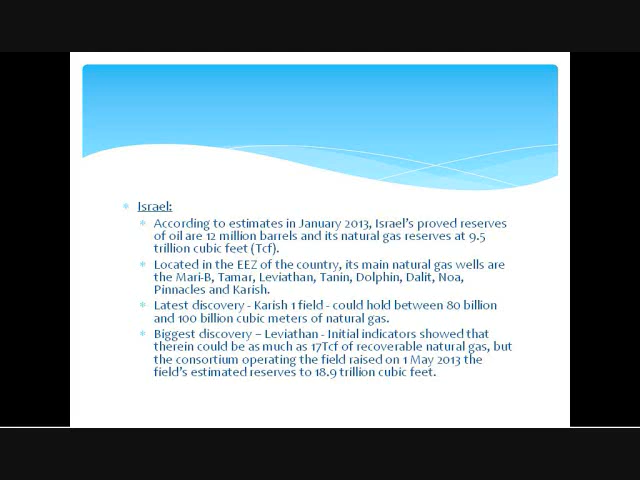 Israel:
According to estimates in January 2013, Israel's proved reserves
of oil are 12 million barrels and its natural gas reserves at 9.5
trillion cubic feet (Tcf).
Located in the EEZ of the country, its main natural gas wells are
the Mari-B, Tamar, Leviathan, Tanin, Dolphin, Dalit, Noa,
Pinnacles and Karish.
Latest discovery - Karish 1 field - could hold between 80 billion
and 100 billion cubic meters of natural gas.
Biggest discovery – Leviathan - Initial indicators showed that
therein could be as much as 17Tcf of recoverable natural gas, but
the consortium operating the field raised on 1 May 2013 the
field's estimated reserves to 18.9 trillion cubic feet.